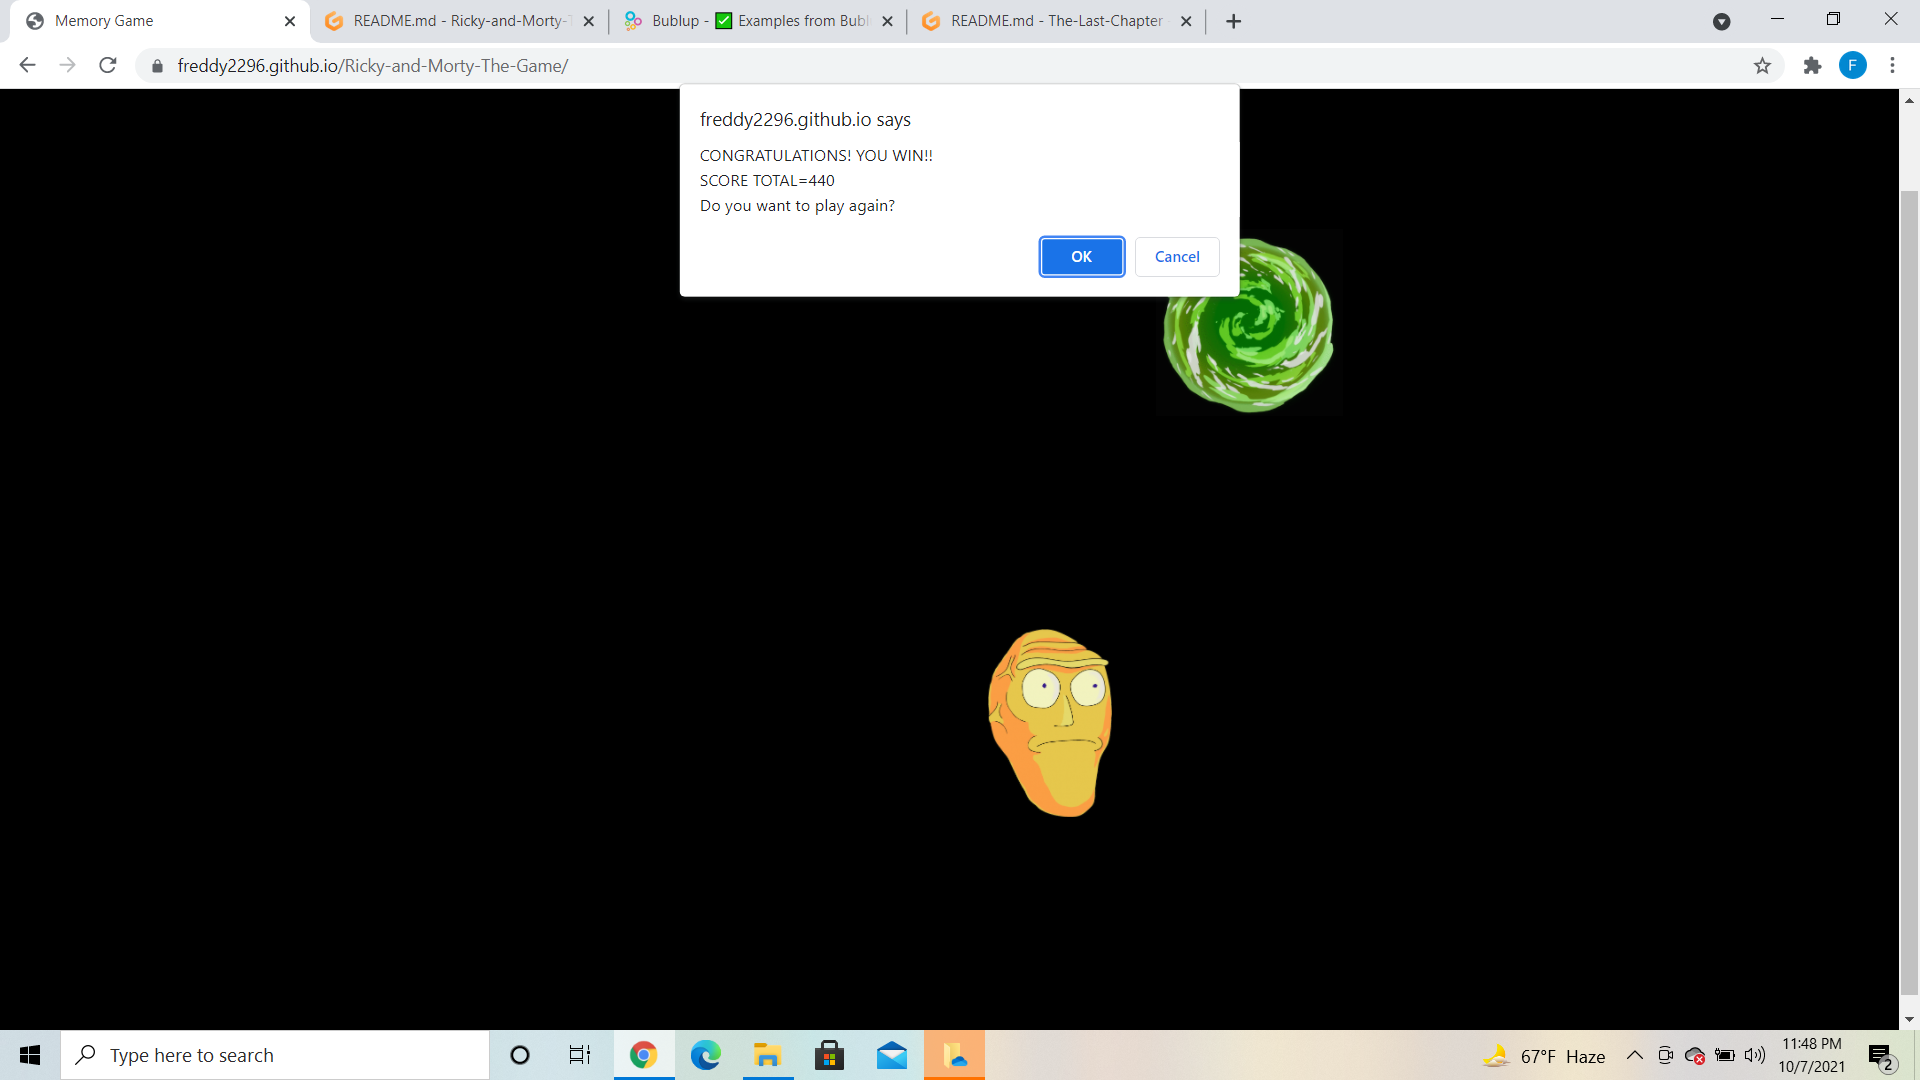 Memory Game
README.md - Ricky-and-Morty-T
Bublup - ✅ Examples from Bubl
README.md - The-Last-Chapter
freddy2296.github.io/Ricky-and-Morty-The-Game/
F
freddy2296.github.io says
CONGRATULATIONS! YOU WIN!!
SCORE TOTAL=440
Do you want to play again?
OK
Cancel
Type here to search
67°F Haze
11:48 PM
10/7/2021
2